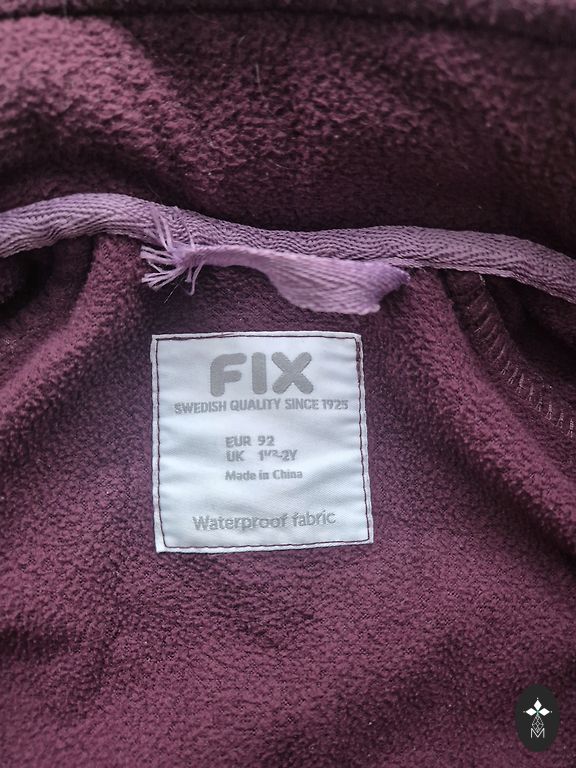 FIX
SWEDISH QUALITY SINCE 1925
EUR 92
UK 1½-2Y
Made in China
Waterproof fabric
M